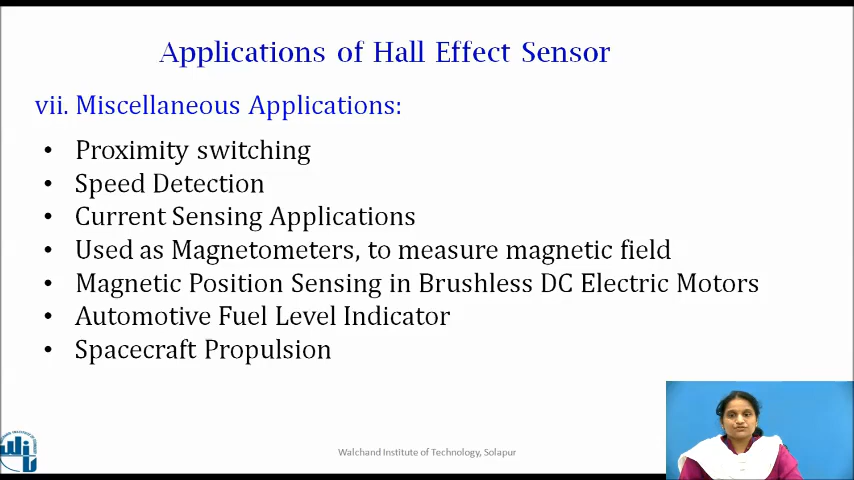 Applications of Hall Effect Sensor
vii. Miscellaneous Applications:
• Proximity switching
• Speed Detection
• Current Sensing Applications
• Used as Magnetometers, to measure magnetic field
• Magnetic Position Sensing in Brushless DC Electric Motors
• Automotive Fuel Level Indicator
• Spacecraft Propulsion
Walchand Institute of Technology, Solapur